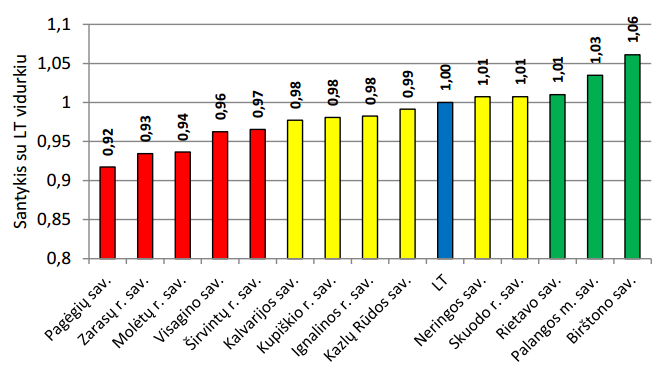 Santykis su LT vidurkiu
1,1
1,05
1
0,95
0,9
0,85
0,8
0,92
0,93
0,94
0,96
0,97
0,98
0,98
0,98
0,99
1,00
1,01
1,01
1,01
1,03
1,06
Pagėgių sav.
Zarasų r. sav.
Molėtų r. sav.
Visagino sav.
Širvintų r. sav.
Kalvarijos sav.
Kupiškio r. sav.
Ignalinos r. sav.
Kazlų Rūdos sav.
LT
Neringos sav.
Skuodo r. sav.
Rietavo sav.
Palangos m. sav.
Birštono sav.